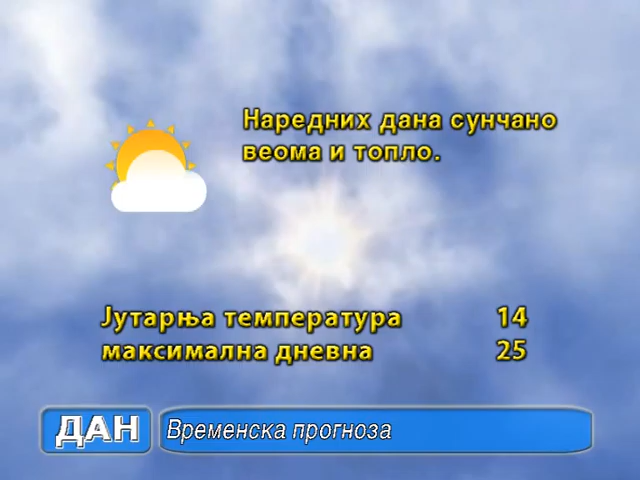 Наредних дана сунчано
веома и топло.
Јутарња температура 14
максимална дневна 25
ДАН Временска прогноза